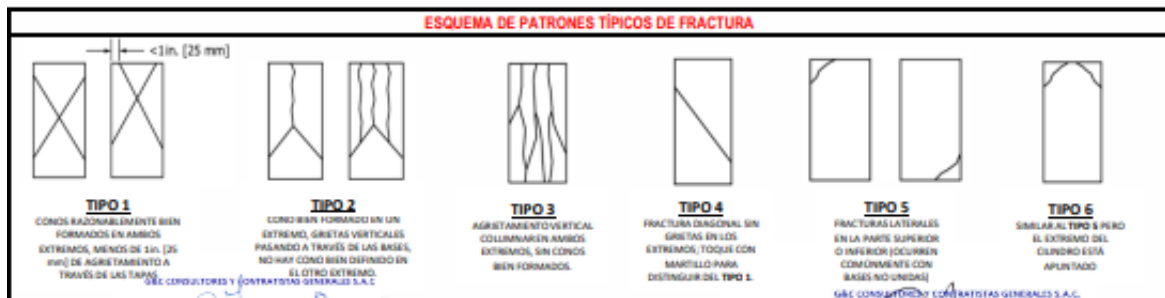 ESQUEMA DE PATRONES TÍPICOS DE FRACTURA
<1in. [25 mm]
TIPO 1
CONOS RAZONABLEMENTE BIEN
FORMADOS EN AMBOS
EXTREMOS, MENOS DE 1in. [25
mm] DE AGRIETAMIENTO A
TRAVÉS DE LAS TAPAS.
TIPO 2
CONO BIEN FORMADO EN UN
EXTREMO, GRIETAS VERTICALES
PASANDO A TRAVÉS DE LAS BASES,
NO HAY CONO BIEN DEFINIDO EN
EL OTRO EXTREMO.
TIPO 3
AGRIETAMIENTO VERTICAL
COLUMNAR EN AMBOS
EXTREMOS, SIN CONOS
BIEN FORMADOS.
TIPO 4
FRACTURA DIAGONAL SIN
GRIETAS EN LOS
EXTREMOS; TOQUE CON
MARTILLO PARA
DISTINGUIR DEL TIPO 1.
TIPO 5
FRACTURAS LATERALES
EN LA PARTE SUPERIOR
O INFERIOR (OCURREN
COMÚNMENTE CON
BASES NO UNIDAS)
TIPO 6
SIMILAR AL TIPO 5 PERO
EL EXTREMO DEL
CILINDRO ESTÁ
APUNTADO
G&C CONSULTORES Y CONTRATISTAS GENERALES S.A.C
G&C CONSULTORES Y CONTRATISTAS GENERALES S.A.C.